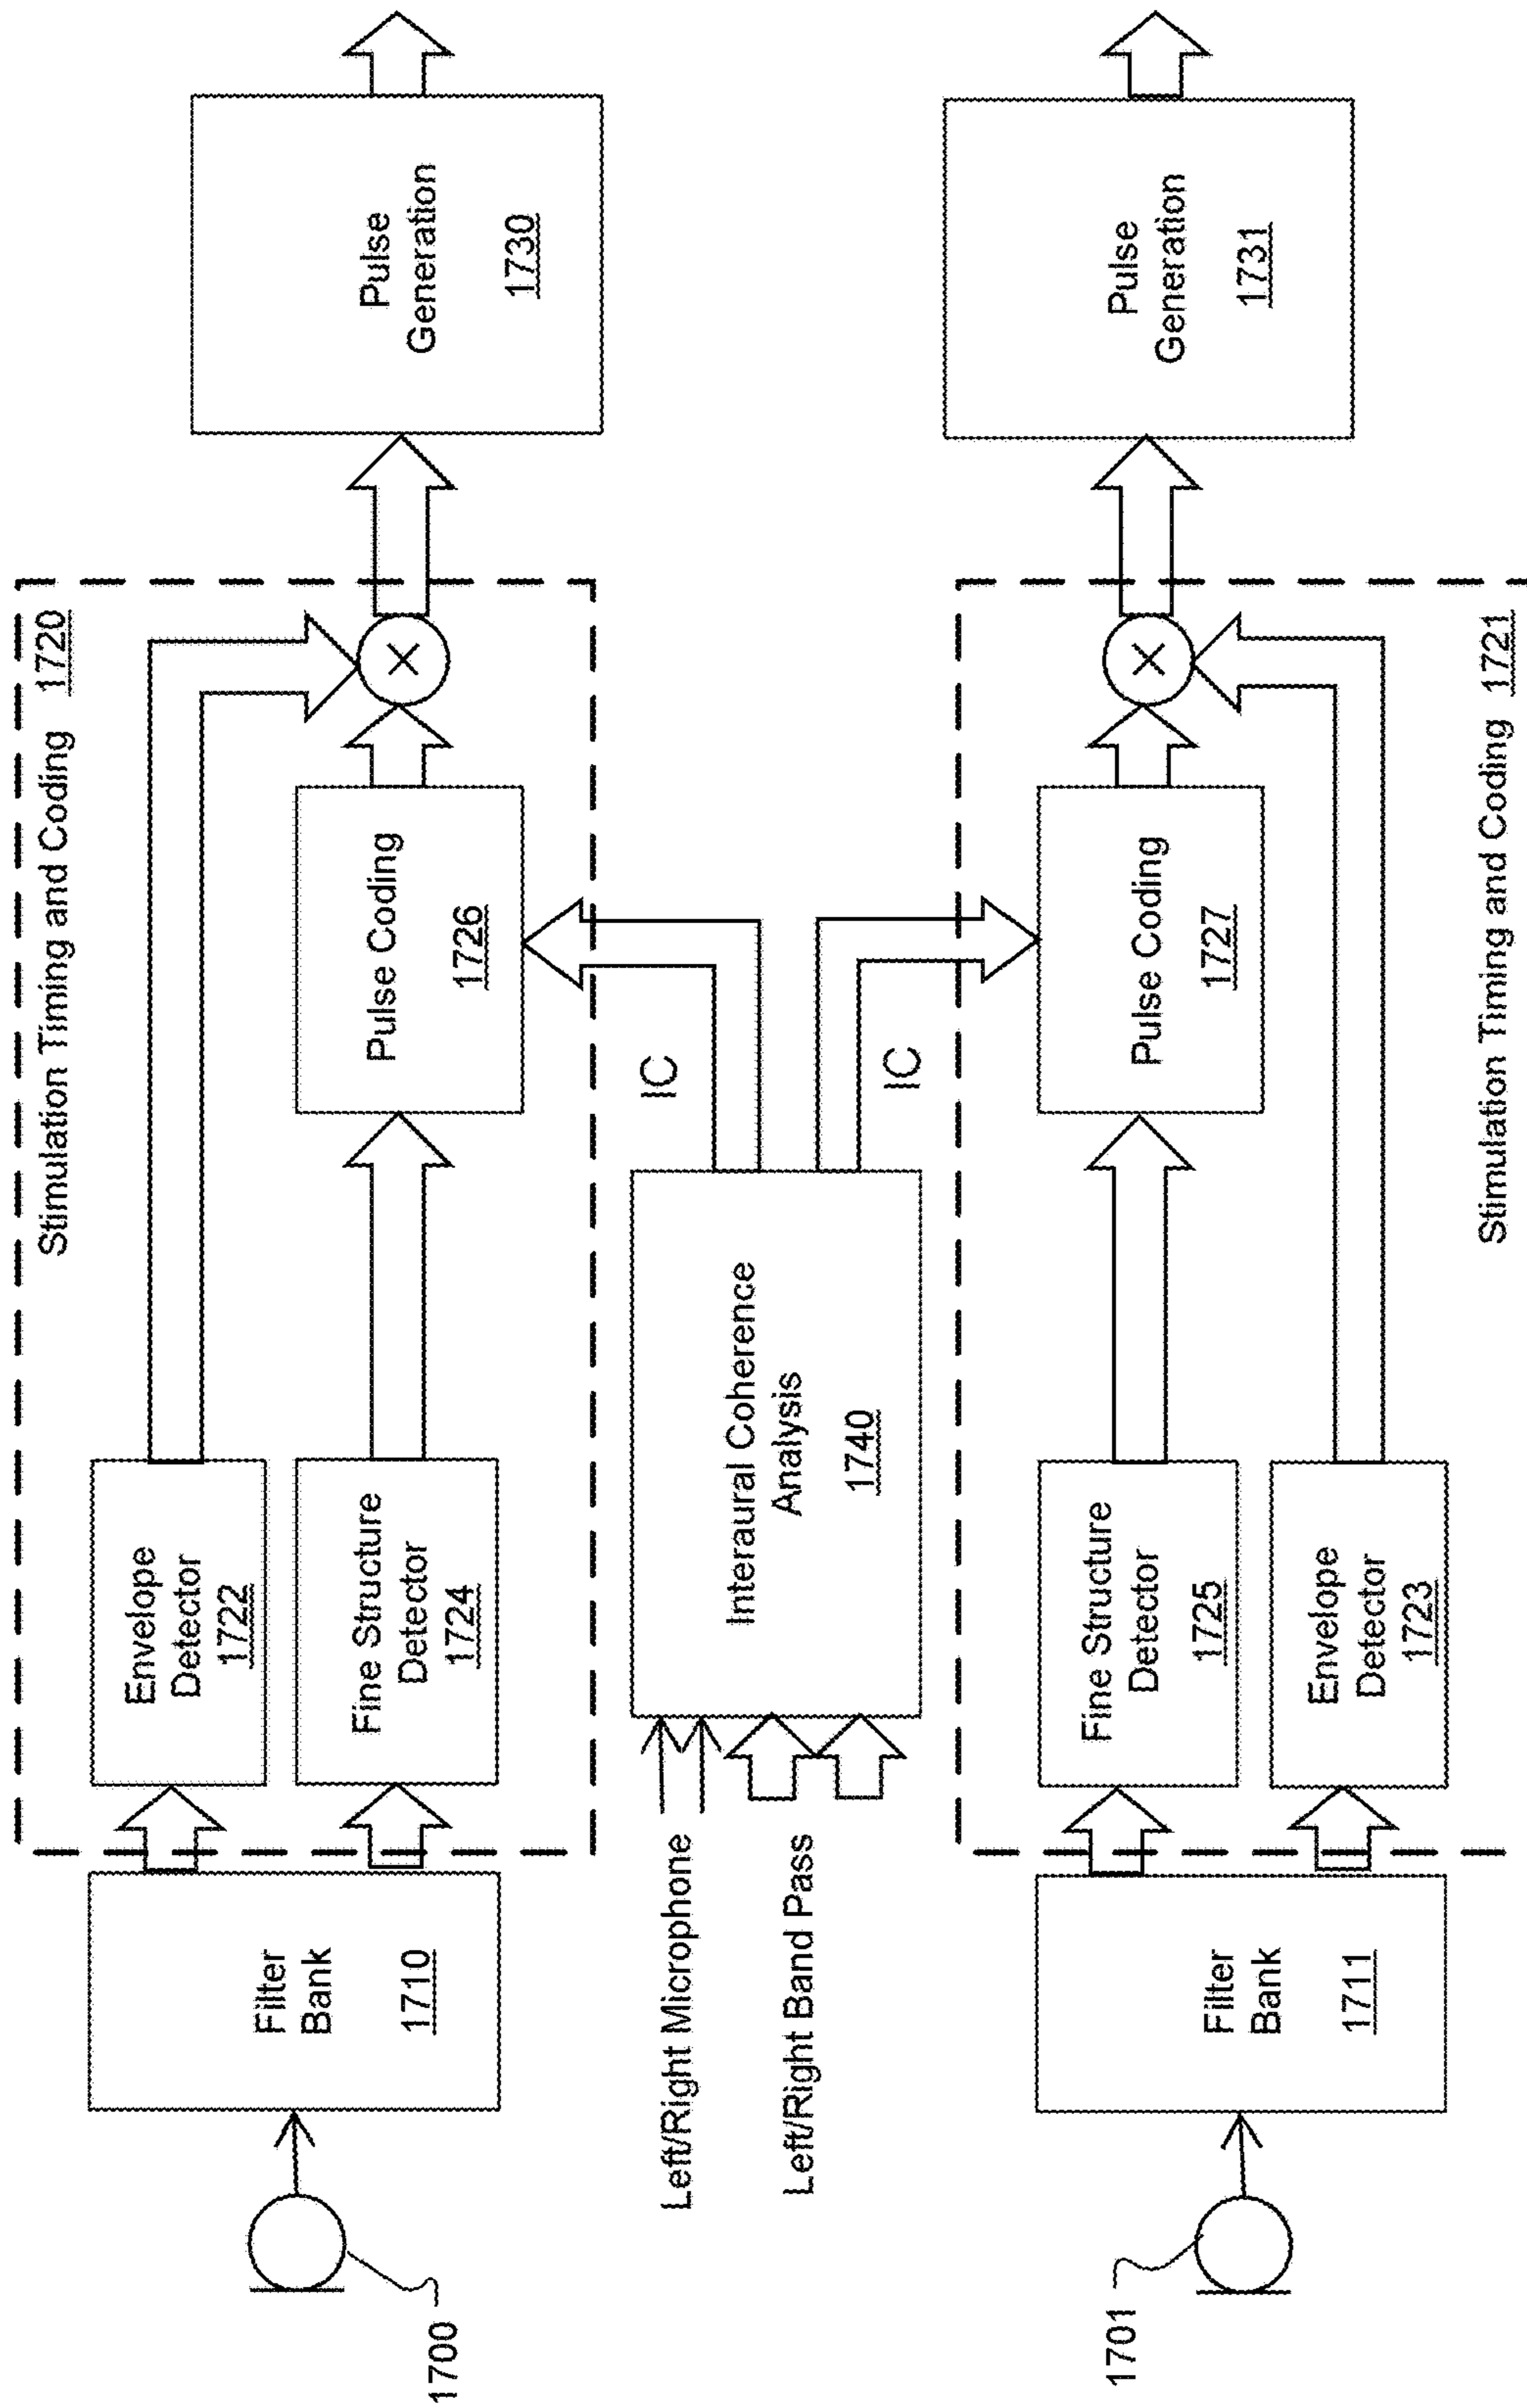 Stimulation Timing and Coding 1720
Envelope
Detector
1722
Fine Structure
Detector
1724
Pulse Coding
1726
Filter
Bank
1710
1700
Pulse
Generation
1730
Left/Right Microphone
Left/Right Band Pass
Interaural Coherence
Analysis
1740
IC
IC
1701
Filter
Bank
1711
Fine Structure
Detector
1725
Envelope
Detector
1723
Pulse Coding
1727
Pulse
Generation
1731
Stimulation Timing and Coding 1721